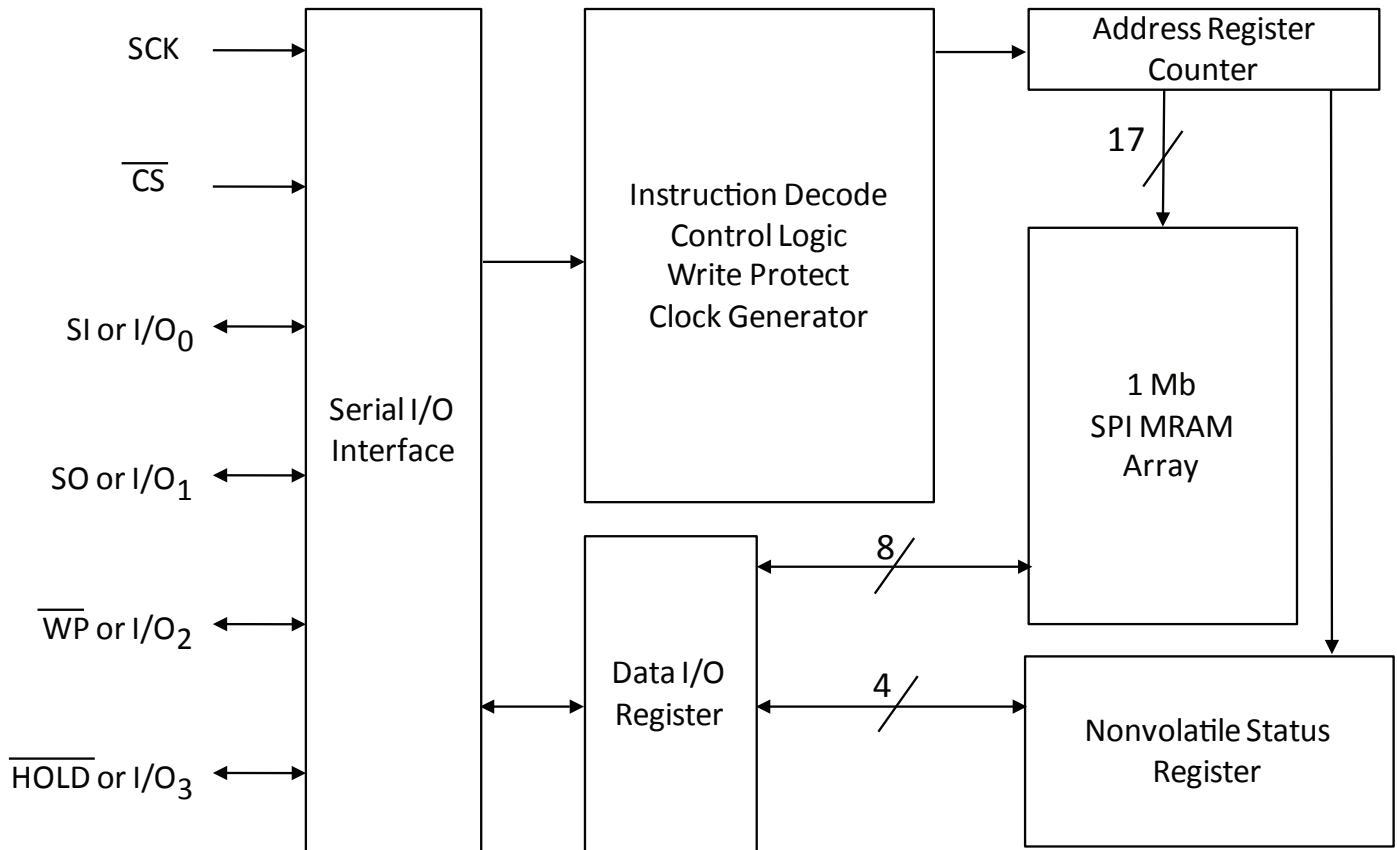 SCK
CS
SI or I/O0
SO or I/O1
WP or I/O2
HOLD or I/O3
Serial I/O
Interface
Instruction Decode
Control Logic
Write Protect
Clock Generator
Data I/O
Register
Address Register
Counter
17
1 Mb
SPI MRAM
Array
8
4
Nonvolatile Status
Register